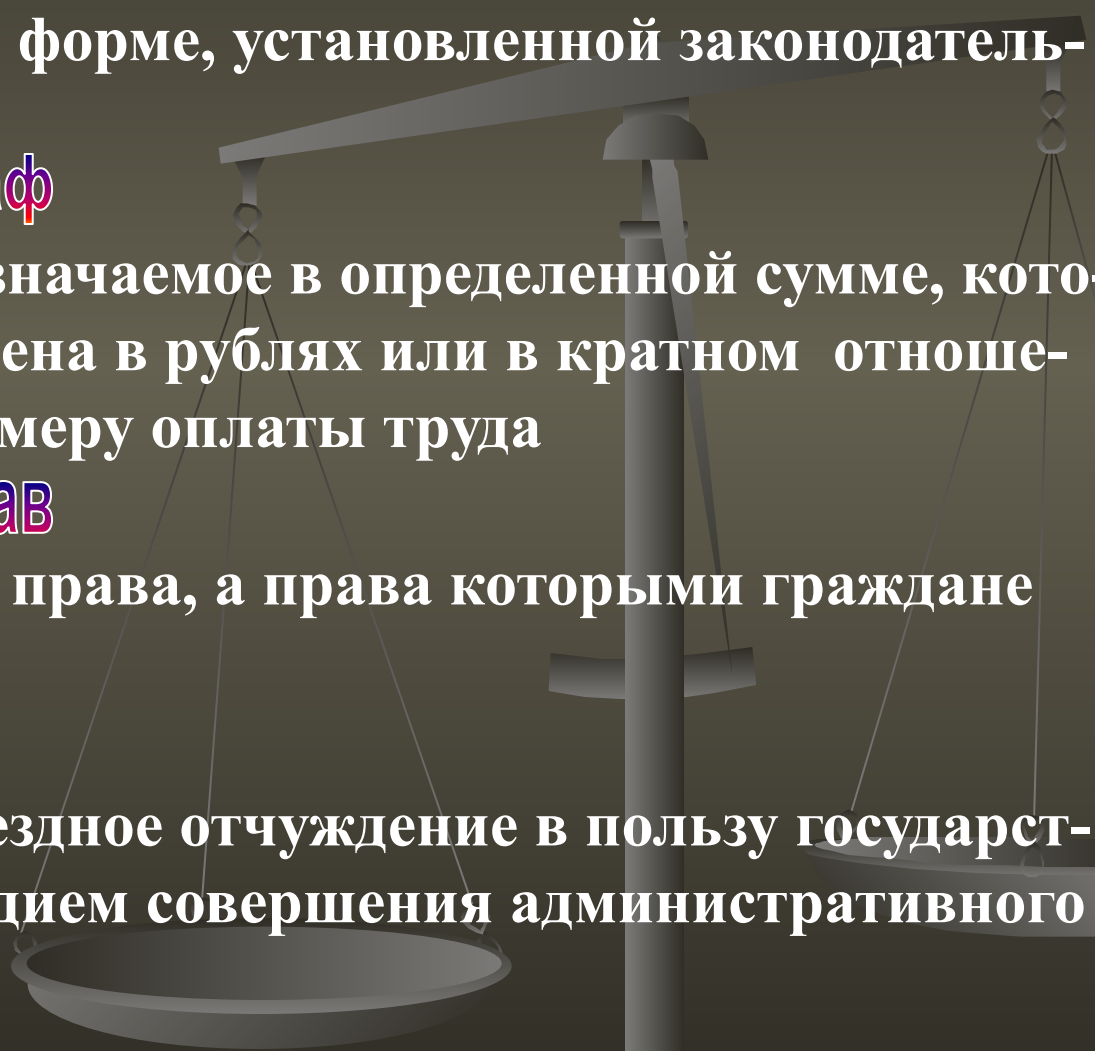 форме, установленной законодатель-
аф
значаемое в определенной сумме, кото-
ена в рублях или в кратном отноше-
меру оплаты труда
ав
права, а права которыми граждане
ездное отчуждение в пользу государст-
дием совершения административного